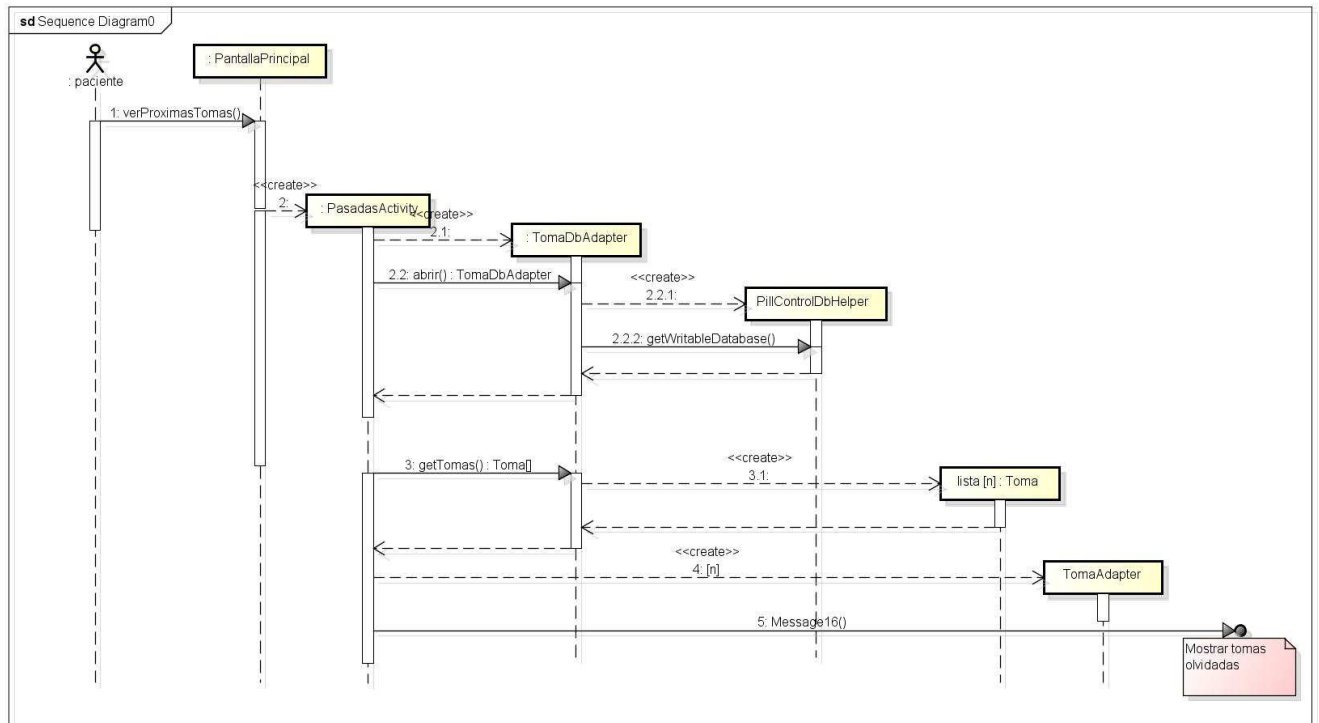 sd Sequence Diagram0
: paciente
: PantallaPrincipal
1: verProximasTomas()
<<create>>
2:
: PasadasActivity
<<create>>
2.1:
: TomaDbAdapter
2.2: abrir() : TomaDbAdapter
<<create>>
2.2.1:
PillControlDbHelper
2.2.2: getWritableDatabase()
3: getTomas() : Toma[]
<<create>>
3.1:
lista [n] : Toma
<<create>>
4: [n]
TomaAdapter
5: Message16()
Mostrar tomas
olvidadas